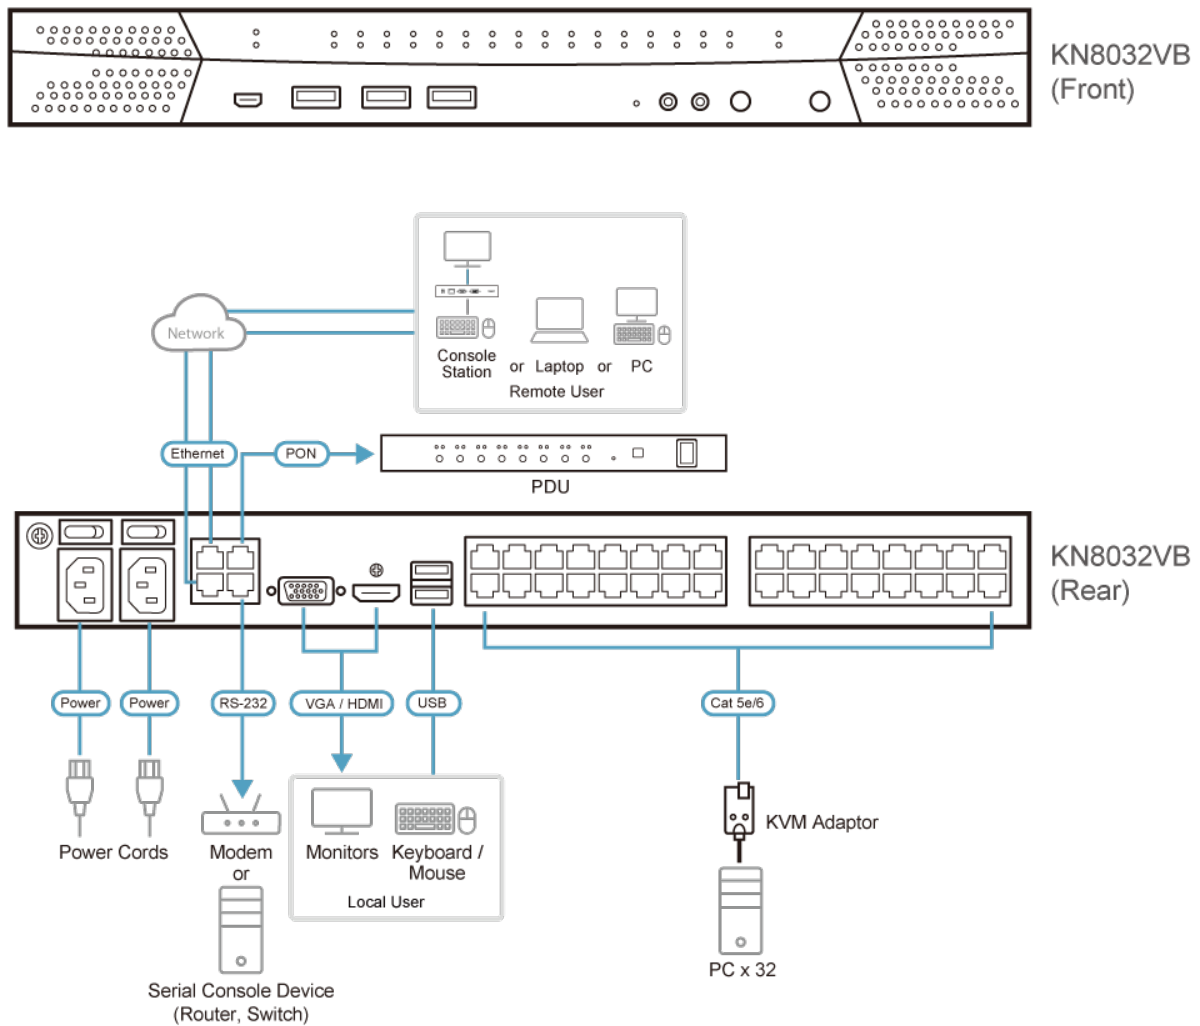 KN8032VB
(Front)
Network
Console
Station
or Laptop or PC
Remote User
Ethernet
PON
PDU
KN8032VB
(Rear)
Power
Power
RS-232
VGA / HDMI
USB
Cat 5e/6
KVM Adaptor
Power Cords
Modem
or
Monitors
Keyboard /
Mouse
Local User
PC x 32
Serial Console Device
(Router, Switch)